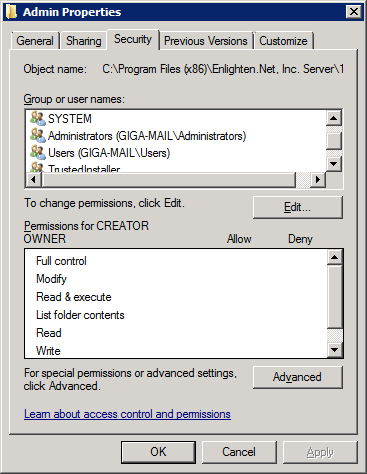 Admin Properties
General
Sharing
Security
Previous Versions
Customize
Object name: C:\Program Files (x86)\Enlighten.Net, Inc. Server\1
Group or user names:
SYSTEM
Administrators (GIGA-MAIL\Administrators)
Users (GIGA-MAIL\Users)
TrustedInstaller
To change permissions, click Edit.
Edit...
Permissions for CREATOR
OWNER Allow Deny
Full control
Modify
Read & execute
List folder contents
Read
Write
For special permissions or advanced settings,
click Advanced.
Advanced
Learn about access control and permissions
OK
Cancel
Apply